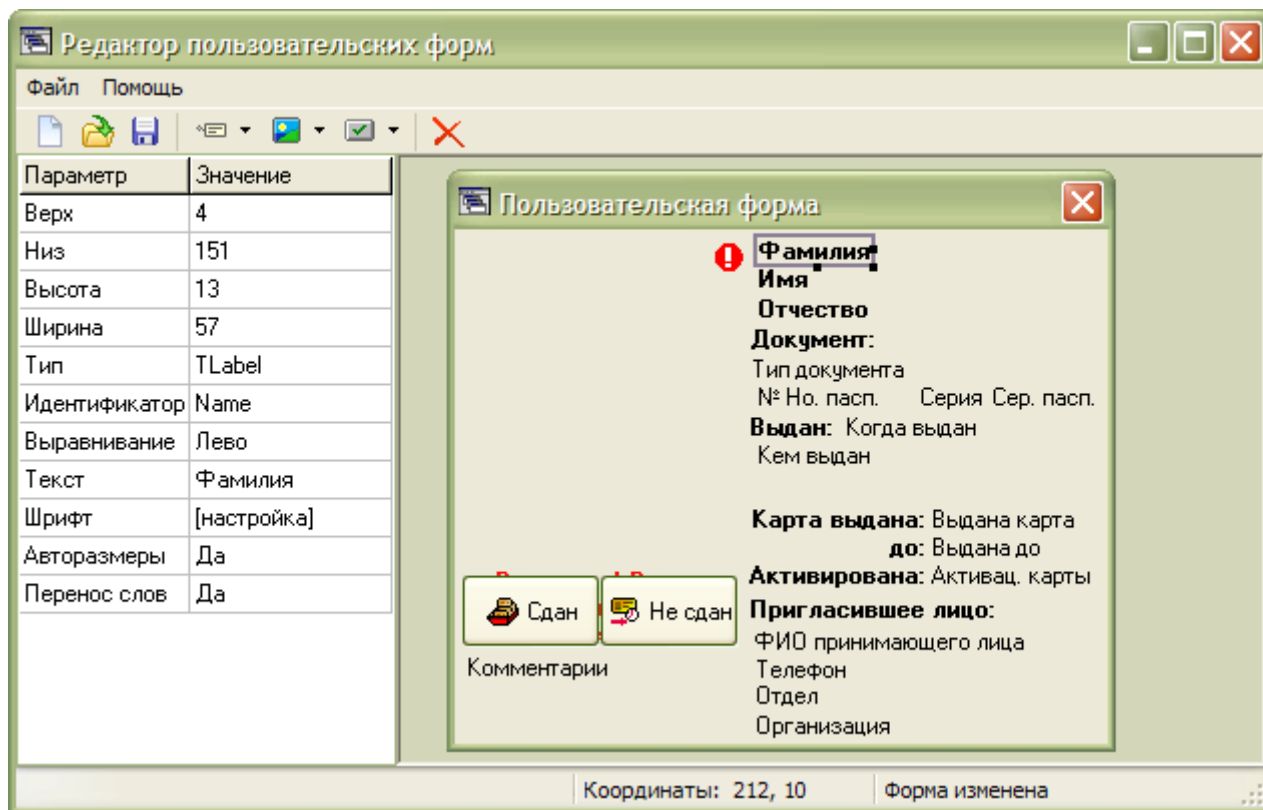 Редактор пользовательских форм
Файл Помощь
Параметр Значение
Верх 4
Низ 151
Высота 13
Ширина 57
Тип TLabel
Идентификатор Name
Выравнивание Лево
Текст Фамилия
Шрифт [настройка]
Авторазмеры Да
Перенос слов Да
Пользовательская форма
Фамилия
Имя
Отчество
Документ:
Тип документа
№ Но. пасп. Серия Сер. пасп.
Выдан: Когда выдан
Кем выдан
Карта выдана: Выдана карта
до: Выдана до
Активирована: Активац. карты
Сдан Не сдан
Комментарии
Пригласившее лицо:
ФИО принимающего лица
Телефон
Отдел
Организация
Координаты: 212, 10 Форма изменена